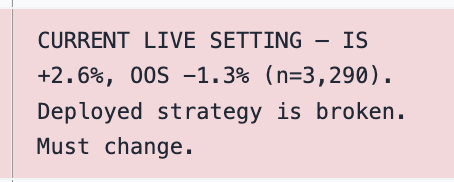 CURRENT LIVE SETTING — IS
+2.6%, OOS −1.3% (n=3,290).
Deployed strategy is broken.
Must change.